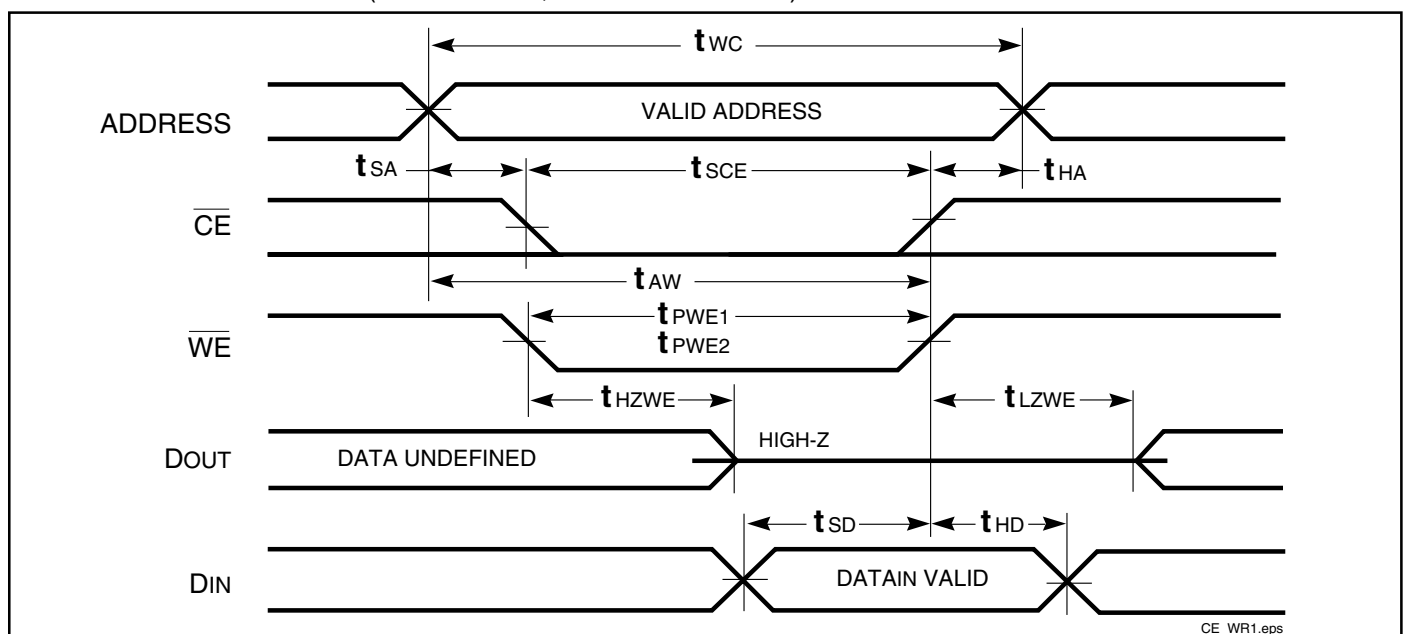 tWC
ADDRESS
VALID ADDRESS
tSA
tSCE
tHA
CE
tAW
WE
tPWE1
tPWE2
tHZWE
tLZWE
DOUT
DATA UNDEFINED
HIGH-Z
tSD
tHD
DIN
DATAIN VALID
CE_WR1.eps